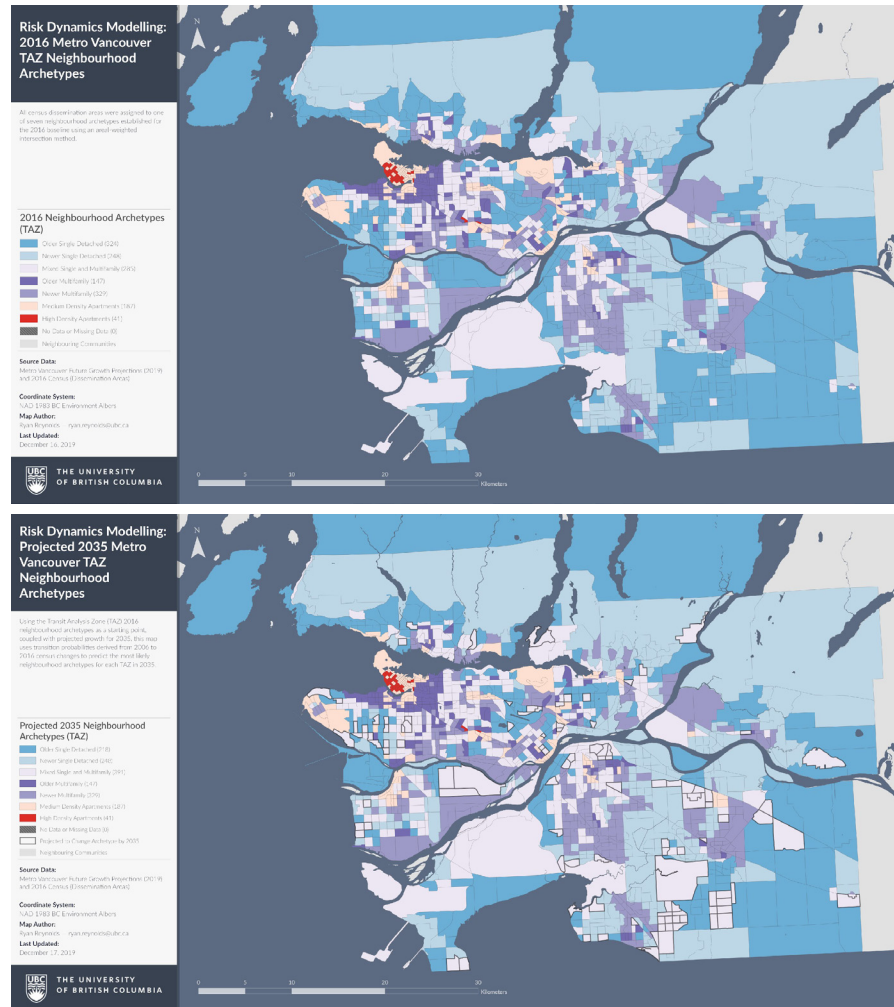 Risk Dynamics Modelling:
2016 Metro Vancouver
TAZ Neighbourhood
Archetypes
All census dissemination areas were assigned to one
of seven neighbourhood archetypes established for
the 2016 baseline using an areal-weighted
intersection method.
2016 Neighbourhood Archetypes
(TAZ)
Older Single Detached
Newer Single Detached
Mixed Single and Multifamily
Older Multifamily (147)
Newer Multifamily
Medium Density Apartments (187)
High Density Apartments (41)
No Data or Missing Data (0)
Neighbouring Communities
Source Data:
Metro Vancouver Future Growth Projections (2019)
and 2016 Census (Dissemination Areas)
Coordinate System:
NAD 1983 BC Environment Albers
Map Author:
Ryan Reynolds - ryan.reynolds@ubc.ca
Last Updated:
December 16, 2019
UBC
THE UNIVERSITY
OF BRITISH COLUMBIA
N
0 5 10 20 30
Kilometers
Risk Dynamics Modelling:
Projected 2035 Metro
Vancouver TAZ
Neighbourhood
Archetypes
Using the Transit Analysis Zone (TAZ) 2016
neighbourhood archetypes as a starting point,
coupled with projected growth for 2035, this map
uses transition probabilities derived from 2006 to
2016 census changes to predict the most likely
neighbourhood archetypes for each TAZ in 2035
Projected 2035 Neighbourhood
Archetypes (TAZ)
Older Single Detached
Newer Single Detached
Mixed Single and Multifamily
Older Multifamily (147)
Newer Multifamily
Medium Density Apartments (187)
High Density Apartments (41)
No Data or Missing Data (0)
Projected to Change Archetype by 2035
Neighbouring Communities
Source Data:
Metro Vancouver Future Growth Projections (2019)
and 2016 Census (Dissemination Areas)
Coordinate System:
NAD 1983 BC Environment Albers
Map Author:
Ryan Reynolds - ryan.reynolds@ubc.ca
Last Updated:
December 17, 2019
UBC
THE UNIVERSITY
OF BRITISH COLUMBIA
N
0 5 10 20 30
Kilometers